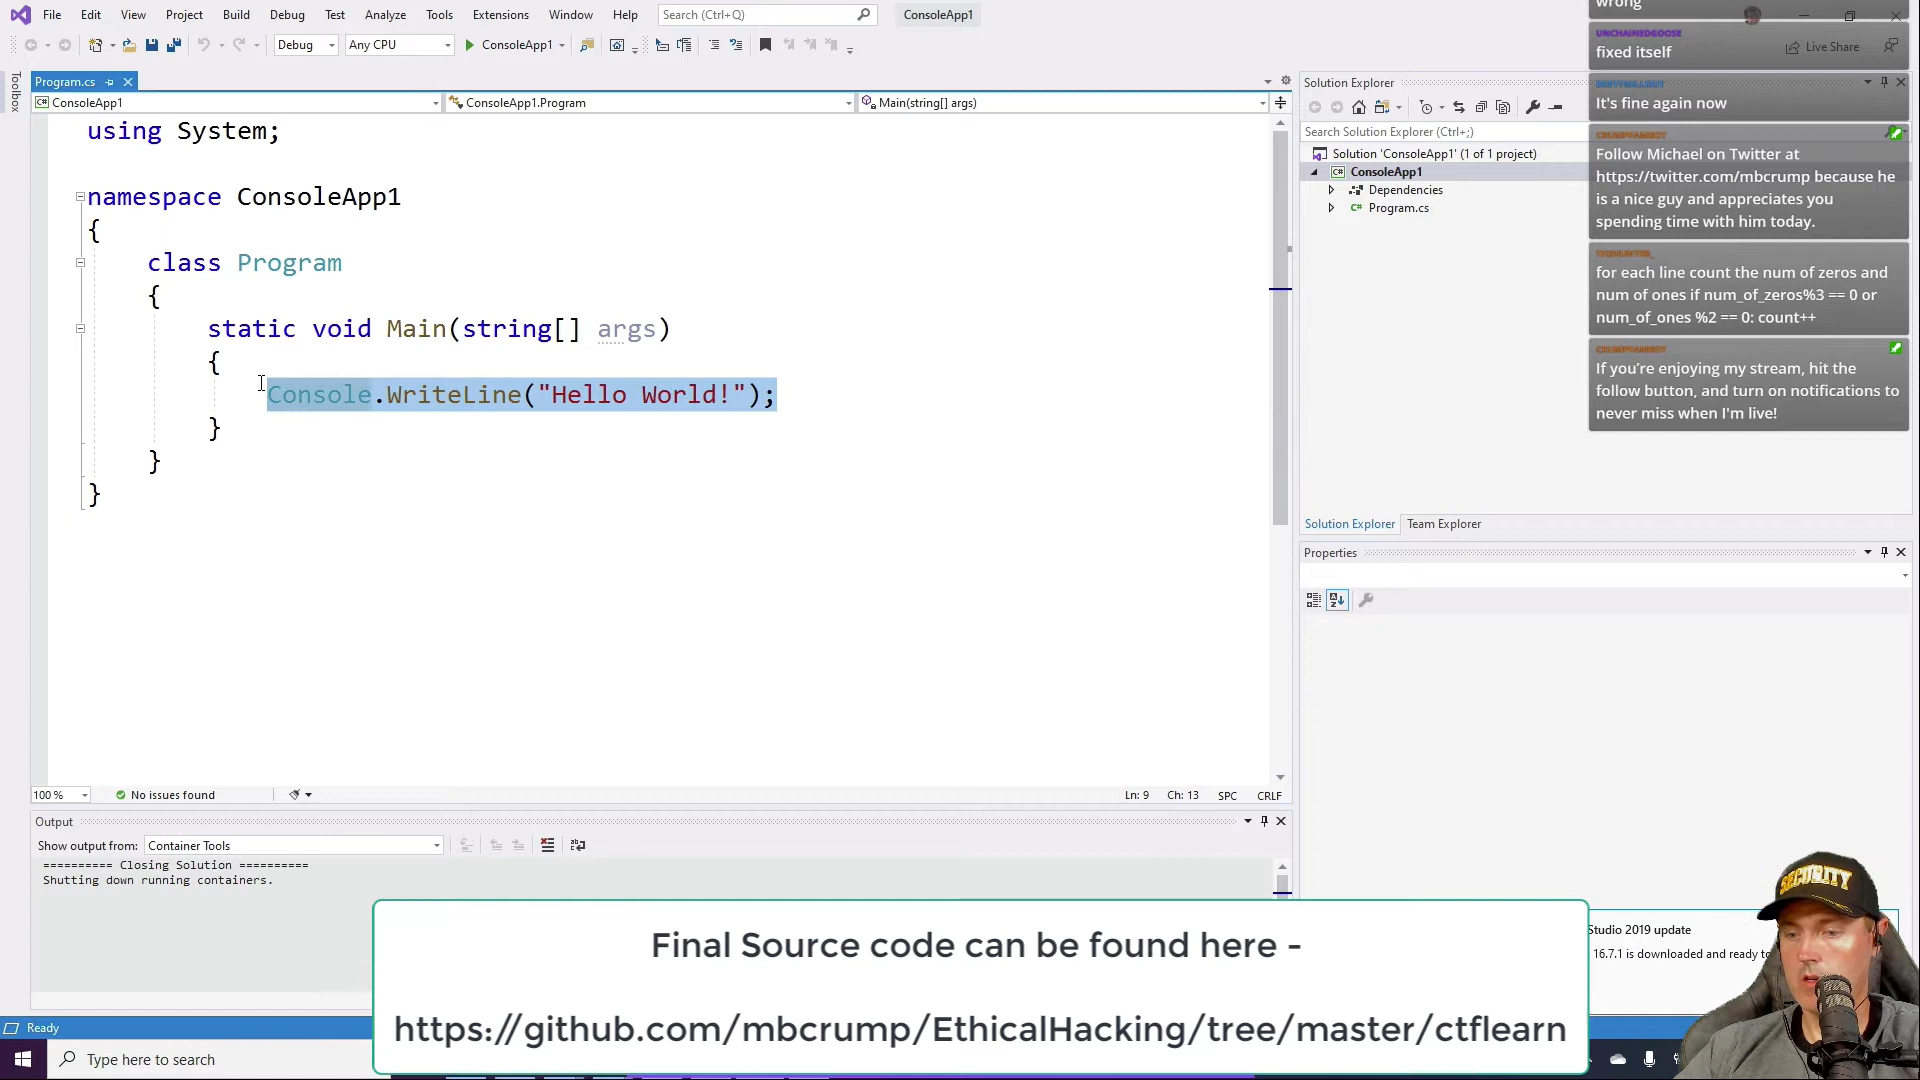 File Edit View Project Build Debug Test Analyze Tools Extensions Window Help Search (Ctrl+Q) ConsoleApp1
Debug Any CPU ConsoleApp1
Live Share
Toolbox
Program.cs
ConsoleApp1 ConsoleApp1.Program Main(string[] args)
using System;
namespace ConsoleApp1
{
class Program
{
static void Main(string[] args)
{
Console.WriteLine("Hello World!");
}
}
}
100 % No issues found Ln: 9 Ch: 13 SPC CRLF
Output
Show output from: Container Tools
========== Closing Solution ==========
Shutting down running containers.
Ready
Type here to search
Solution Explorer
Search Solution Explorer (Ctrl+;)
Solution 'ConsoleApp1' (1 of 1 project)
ConsoleApp1
Dependencies
Program.cs
Solution Explorer Team Explorer
Properties
wrong
UNCHAINEDGOOSE
fixed itself
It's fine again now
Follow Michael on Twitter at
https://twitter.com/mbcrump because he
is a nice guy and appreciates you
spending time with him today.
for each line count the num of zeros and
num of ones if num_of_zeros%3 == 0 or
num_of_ones %2 == 0: count++
If you're enjoying my stream, hit the
follow button, and turn on notifications to
never miss when I'm live!
Studio 2019 update
16.7.1 is downloaded and ready to
SECURITY
Final Source code can be found here -
https://github.com/mbcrump/EthicalHacking/tree/master/ctflearn